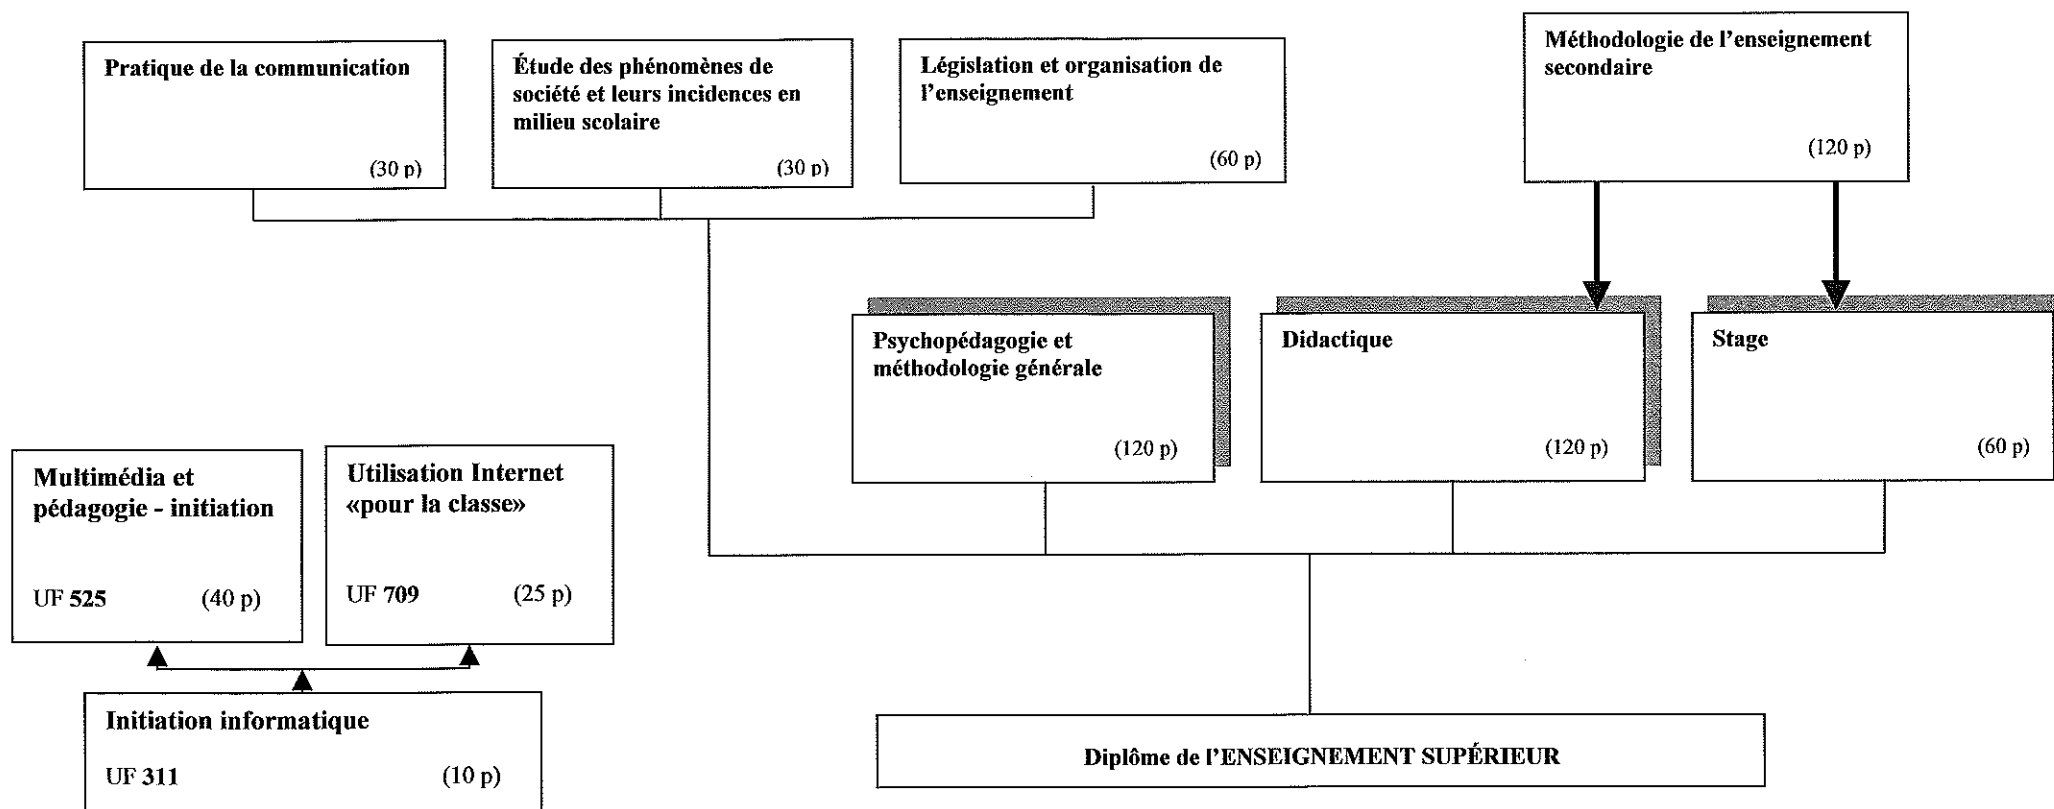 Pratique de la communication
(30 p)
Étude des phénomènes de
société et leurs incidences en
milieu scolaire
(30 p)
Législation et organisation de
l'enseignement
(60 p)
Méthodologie de l'enseignement
secondaire
(120 p)
Psychopédagogie et
méthodologie générale
(120 p)
Didactique
(120 p)
Stage
(60 p)
Multimédia et
pédagogie - initiation
UF 525 (40 p)
Utilisation Internet
«pour la classe»
UF 709 (25 p)
Initiation informatique
UF 311 (10 p)
Diplôme de l'ENSEIGNEMENT SUPÉRIEUR